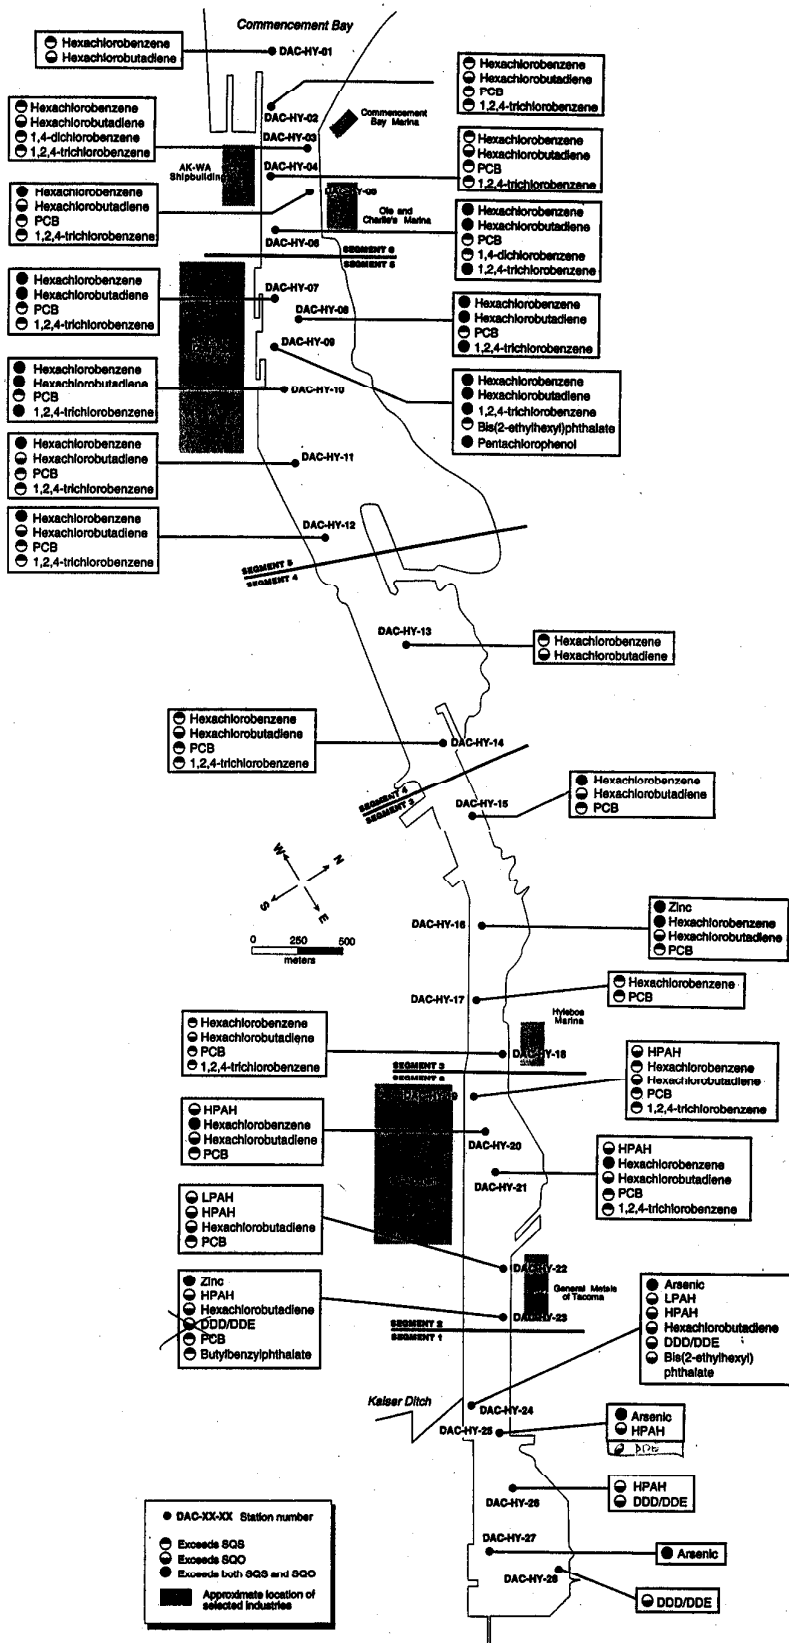 Commencement Bay
Hexachlorobenzene
Hexachlorobutadiene
DAC-HY-01
Hexachlorobenzene
Hexachlorobutadiene
PCB
1,2,4-trichlorobenzene
DAC-HY-02
Commencement
Bay Marina
Hexachlorobenzene
Hexachlorobutadiene
1,4-dichlorobenzene
1,2,4-trichlorobenzene
DAC-HY-03
Hexachlorobenzene
Hexachlorobutadiene
PCB
1,2,4-trichlorobenzene
DAC-HY-04
AK-WA
Shipbuilding
Hexachlorobenzene
Hexachlorobutadiene
PCB
1,2,4-trichlorobenzene
Ole and
Charlie's Marina
Hexachlorobenzene
Hexachlorobutadiene
PCB
1,4-dichlorobenzene
1,2,4-trichlorobenzene
DAC-HY-06
SEGMENT 6
SEGMENT 5
Hexachlorobenzene
Hexachlorobutadiene
PCB
1,2,4-trichlorobenzene
DAC-HY-07
DAC-HY-08
Hexachlorobenzene
Hexachlorobutadiene
PCB
1,2,4-trichlorobenzene
DAC-HY-09
Hexachlorobenzene
Hexachlorobutadiene
PCB
1,2,4-trichlorobenzene
DAC-HY-10
Hexachlorobenzene
Hexachlorobutadiene
1,2,4-trichlorobenzene
Bis(2-ethylhexyl)phthalate
Pentachlorophenol
Hexachlorobenzene
Hexachlorobutadiene
PCB
1,2,4-trichlorobenzene
DAC-HY-11
Hexachlorobenzene
Hexachlorobutadiene
PCB
1,2,4-trichlorobenzene
DAC-HY-12
SEGMENT 5
SEGMENT 4
DAC-HY-13
Hexachlorobenzene
Hexachlorobutadiene
Hexachlorobenzene
Hexachlorobutadiene
PCB
1,2,4-trichlorobenzene
DAC-HY-14
SEGMENT 4
SEGMENT 3
DAC-HY-15
Hexachlorobenzene
Hexachlorobutadiene
PCB
W
N
S
E
0 250 500
meters
DAC-HY-16
Zinc
Hexachlorobenzene
Hexachlorobutadiene
PCB
DAC-HY-17
Hexachlorobenzene
PCB
Hylebos
Marina
Hexachlorobenzene
Hexachlorobutadiene
PCB
1,2,4-trichlorobenzene
DAC-HY-18
SEGMENT 3
HPAH
Hexachlorobenzene
Hexachlorobutadiene
PCB
1,2,4-trichlorobenzene
HPAH
Hexachlorobenzene
Hexachlorobutadiene
PCB
DAC-HY-20
DAC-HY-21
HPAH
Hexachlorobenzene
Hexachlorobutadiene
PCB
1,2,4-trichlorobenzene
LPAH
HPAH
Hexachlorobutadiene
PCB
DAC-HY-22
General Metals
of Tacoma
Zinc
HPAH
Hexachlorobutadiene
DDD/DDE
PCB
Butylbenzylphthalate
DAC-HY-23
SEGMENT 2
SEGMENT 1
Arsenic
LPAH
HPAH
Hexachlorobutadiene
DDD/DDE
Bis(2-ethylhexyl)
phthalate
Kaiser Ditch
DAC-HY-24
DAC-HY-25
Arsenic
HPAH
DAC-HY-26
HPAH
DDD/DDE
DAC-HY-27
Arsenic
DAC-HY-28
DDD/DDE
DAC-XX-XX Station number
Exceeds SQS
Exceeds SQO
Exceeds both SQS and SQO
Approximate location of
selected industries